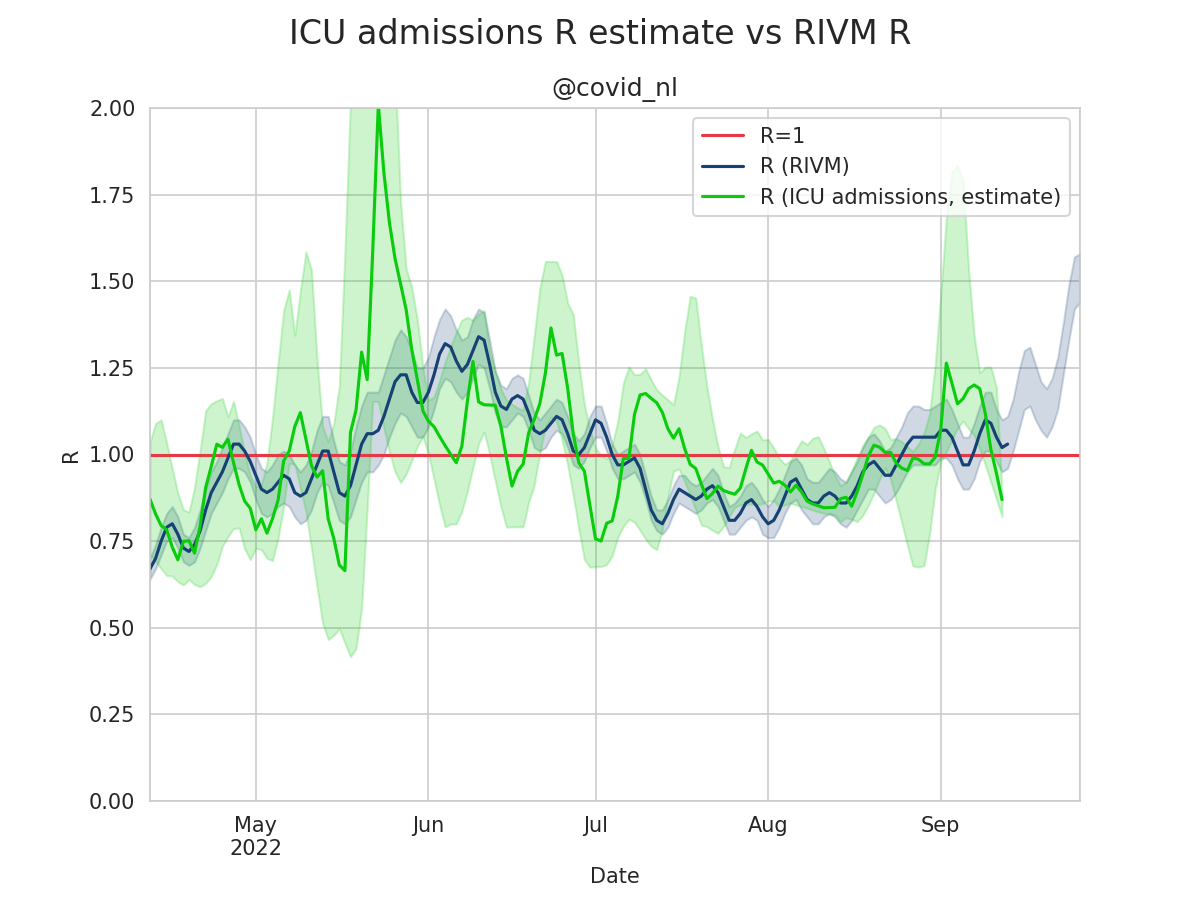 ICU admissions R estimate vs RIVM R
@covid_nl
R=1
R (RIVM)
R (ICU admissions, estimate)
2.00
1.75
1.50
1.25
1.00
0.75
0.50
0.25
0.00
R
May
2022
Jun
Jul
Aug
Sep
Date